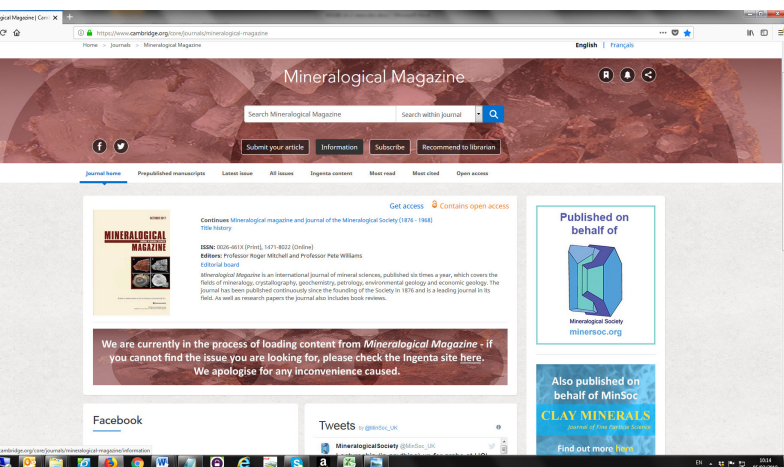 https://www.cambridge.org/core/journals/mineralogical-magazine
Home > Journals > Mineralogical Magazine
English | Français
Mineralogical Magazine
Search Mineralogical Magazine
Search within journal
Submit your article
Information
Subscribe
Recommend to librarian
Journal home
Prepublished manuscripts
Latest issue
All issues
Ingenta content
Most read
Most cited
Open access
Get access
Contains open access
MINERALOGICAL
MAGAZINE
Continues Mineralogical magazine and journal of the Mineralogical Society (1876 - 1968)
Title history
ISSN: 0026-461X (Print), 1471-8022 (Online)
Editors: Professor Roger Mitchell and Professor Pete Williams
Editorial board
Mineralogical Magazine is an international journal of mineral sciences, published six times a year, which covers the
fields of mineralogy, crystallography, geochemistry, petrology, environmental geology and economic geology. The
journal has been published continuously since the founding of the Society in 1876 and is a leading journal in its
field. As well as research papers the journal also includes book reviews.
We are currently in the process of loading content from Mineralogical Magazine - if
you cannot find the issue you are looking for, please check the Ingenta site here.
We apologise for any inconvenience caused.
Published on
behalf of
Mineralogical Society
minersoc.org
Also published on
behalf of MinSoc
CLAY MINERALS
Journal of Fine Particle Science
Find out more here
Facebook
Tweets by @MinSoc_UK
MineralogicalSociety @MinSoc_UK
cambridge.org/core/journals/mineralogical-magazine/information
EN
10:14